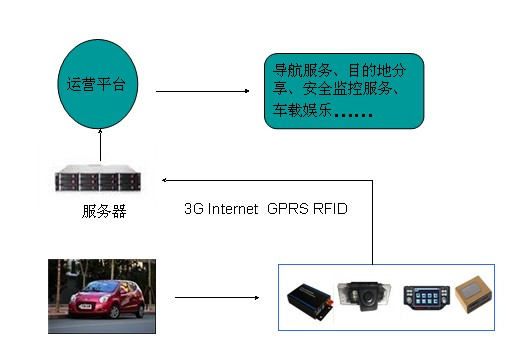 运营平台
导航服务、目的地分
享、安全监控服务、
车载娱乐……
服务器
3G Internet GPRS RFID